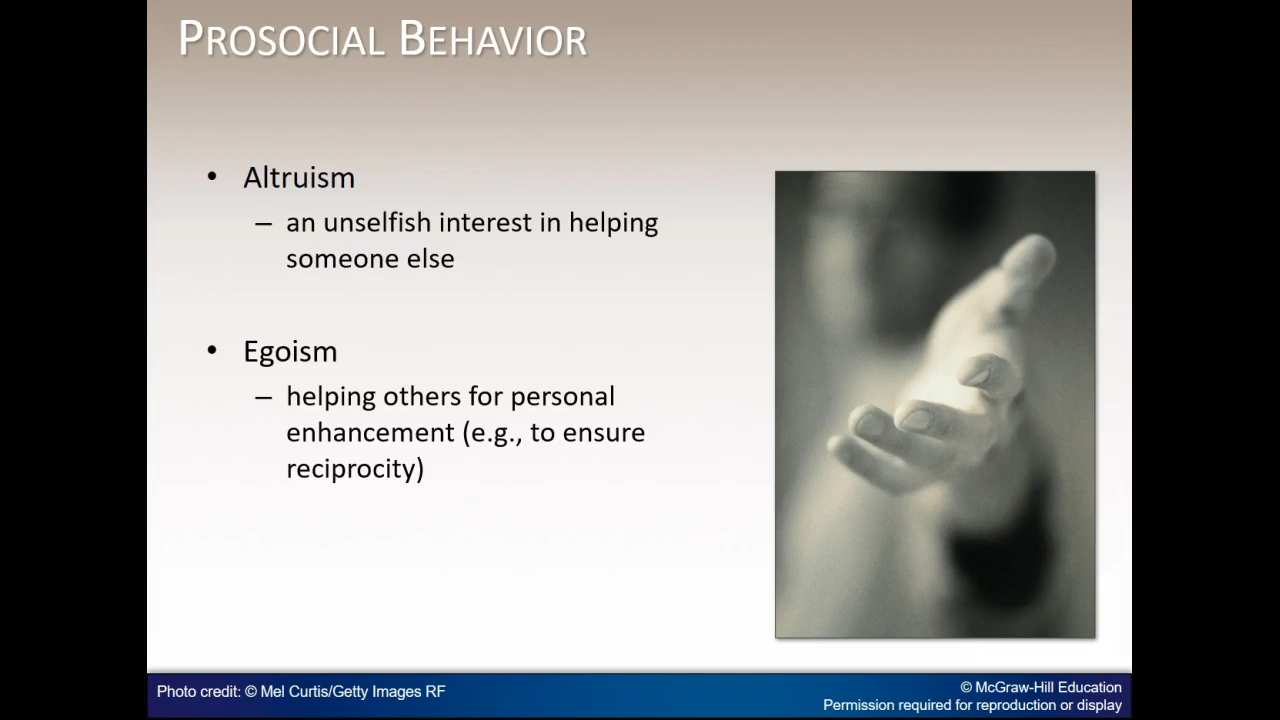 PROSOCIAL BEHAVIOR
• Altruism
– an unselfish interest in helping
someone else
• Egoism
– helping others for personal
enhancement (e.g., to ensure
reciprocity)
Photo credit: © Mel Curtis/Getty Images RF
© McGraw-Hill Education
Permission required for reproduction or display